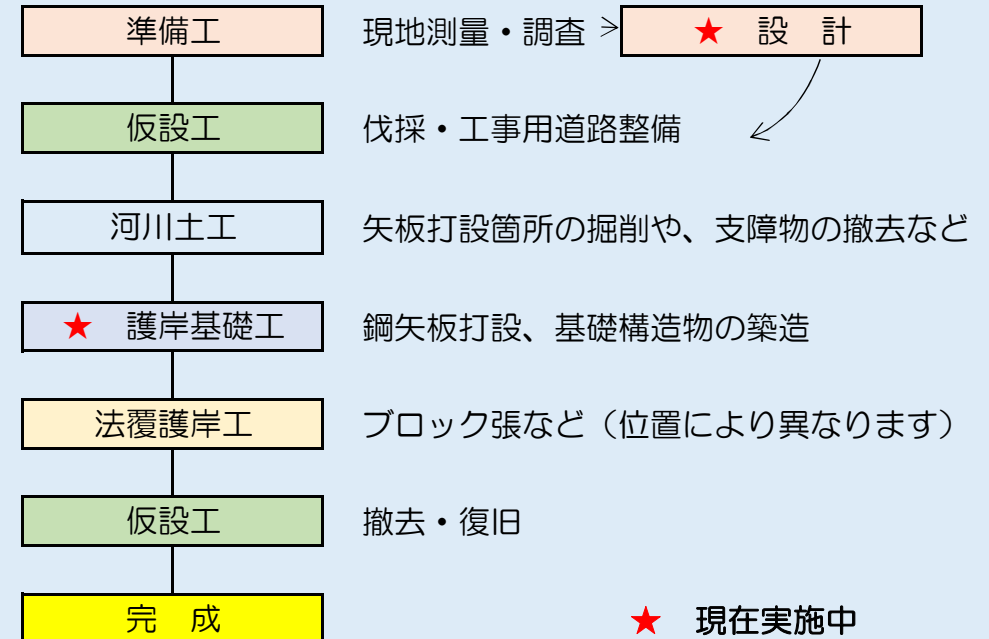 準備工 現地測量・調査 ★ 設 計
仮設工 伐採・工事用道路整備
河川土工 矢板打設箇所の掘削や、支障物の撤去など
★ 護岸基礎工 鋼矢板打設、基礎構造物の築造
法覆護岸工 ブロック張など（位置により異なります）
仮設工 撤去・復旧
完 成 ★ 現在実施中